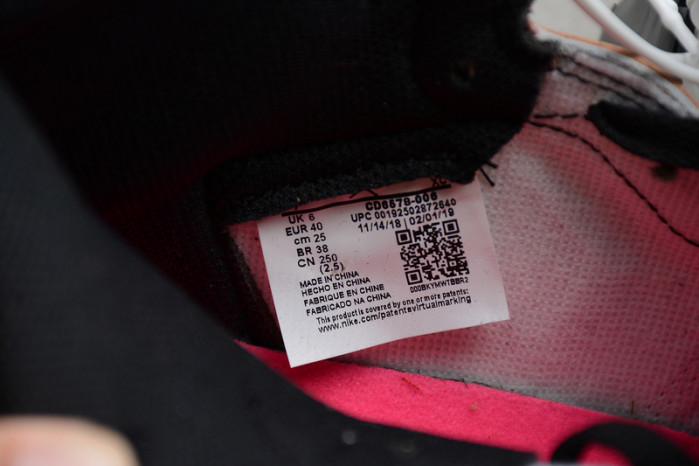 UK 6
EUR 40
cm 25
BR 38
CN 250
(2.5)
CD6578-006
UPC 00192502872640
11/14/18 | 02/01/19
000BKYMWTBBR2
MADE IN CHINA
HECHO EN CHINA
FABRIQUE EN CHINE
FABRICADO NA CHINA
This product is covered by one or more patents:
www.nike.com/patentsvirtualmarking